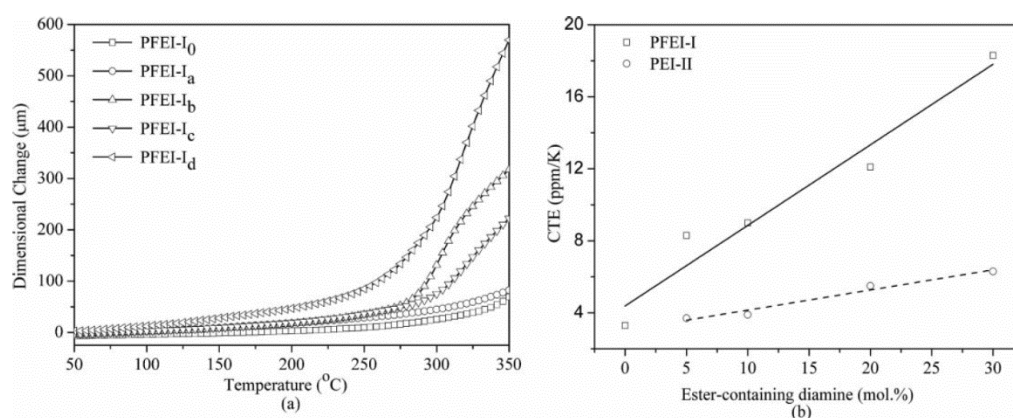 600
500
400
300
200
100
0
Dimensional Change (μm)
PFEI-I0
PFEI-Ia
PFEI-Ib
PFEI-Ic
PFEI-Id
50 100 150 200 250 300 350
Temperature (°C)
(a)
20
16
12
8
4
CTE (ppm/K)
PFEI-I
PEI-II
0 5 10 15 20 25 30
Ester-containing diamine (mol.%)
(b)